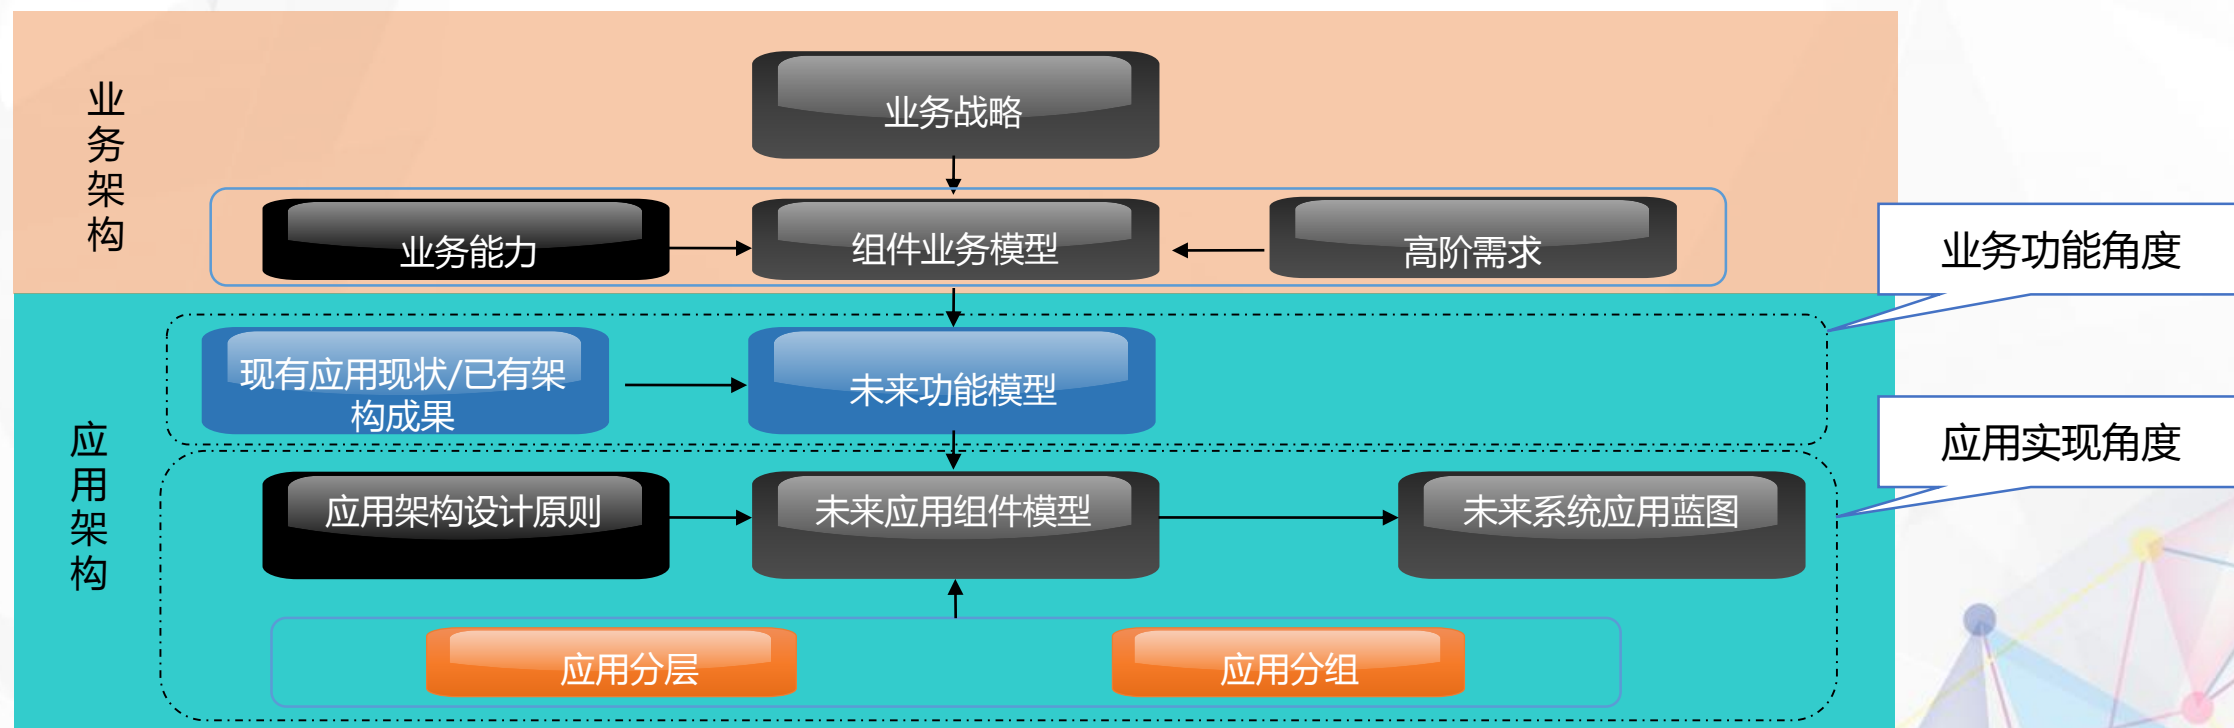 业务架构
业务战略
业务能力
组件业务模型
高阶需求
业务功能角度
应用架构
现有应用现状/已有架
构成果
未来功能模型
应用实现角度
应用架构设计原则
未来应用组件模型
未来系统应用蓝图
应用分层
应用分组